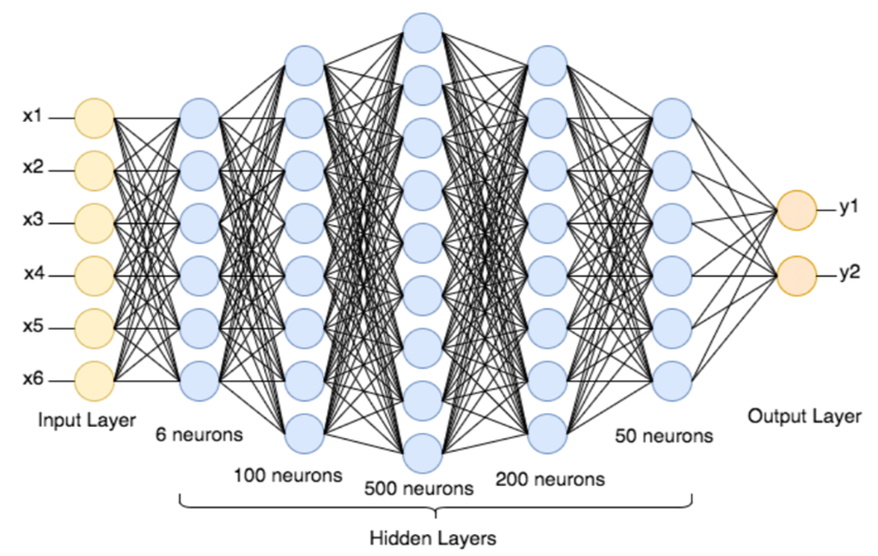 x1
x2
x3
x4
x5
x6
y1
y2
Input Layer
6 neurons
100 neurons
500 neurons
200 neurons
50 neurons
Output Layer
Hidden Layers